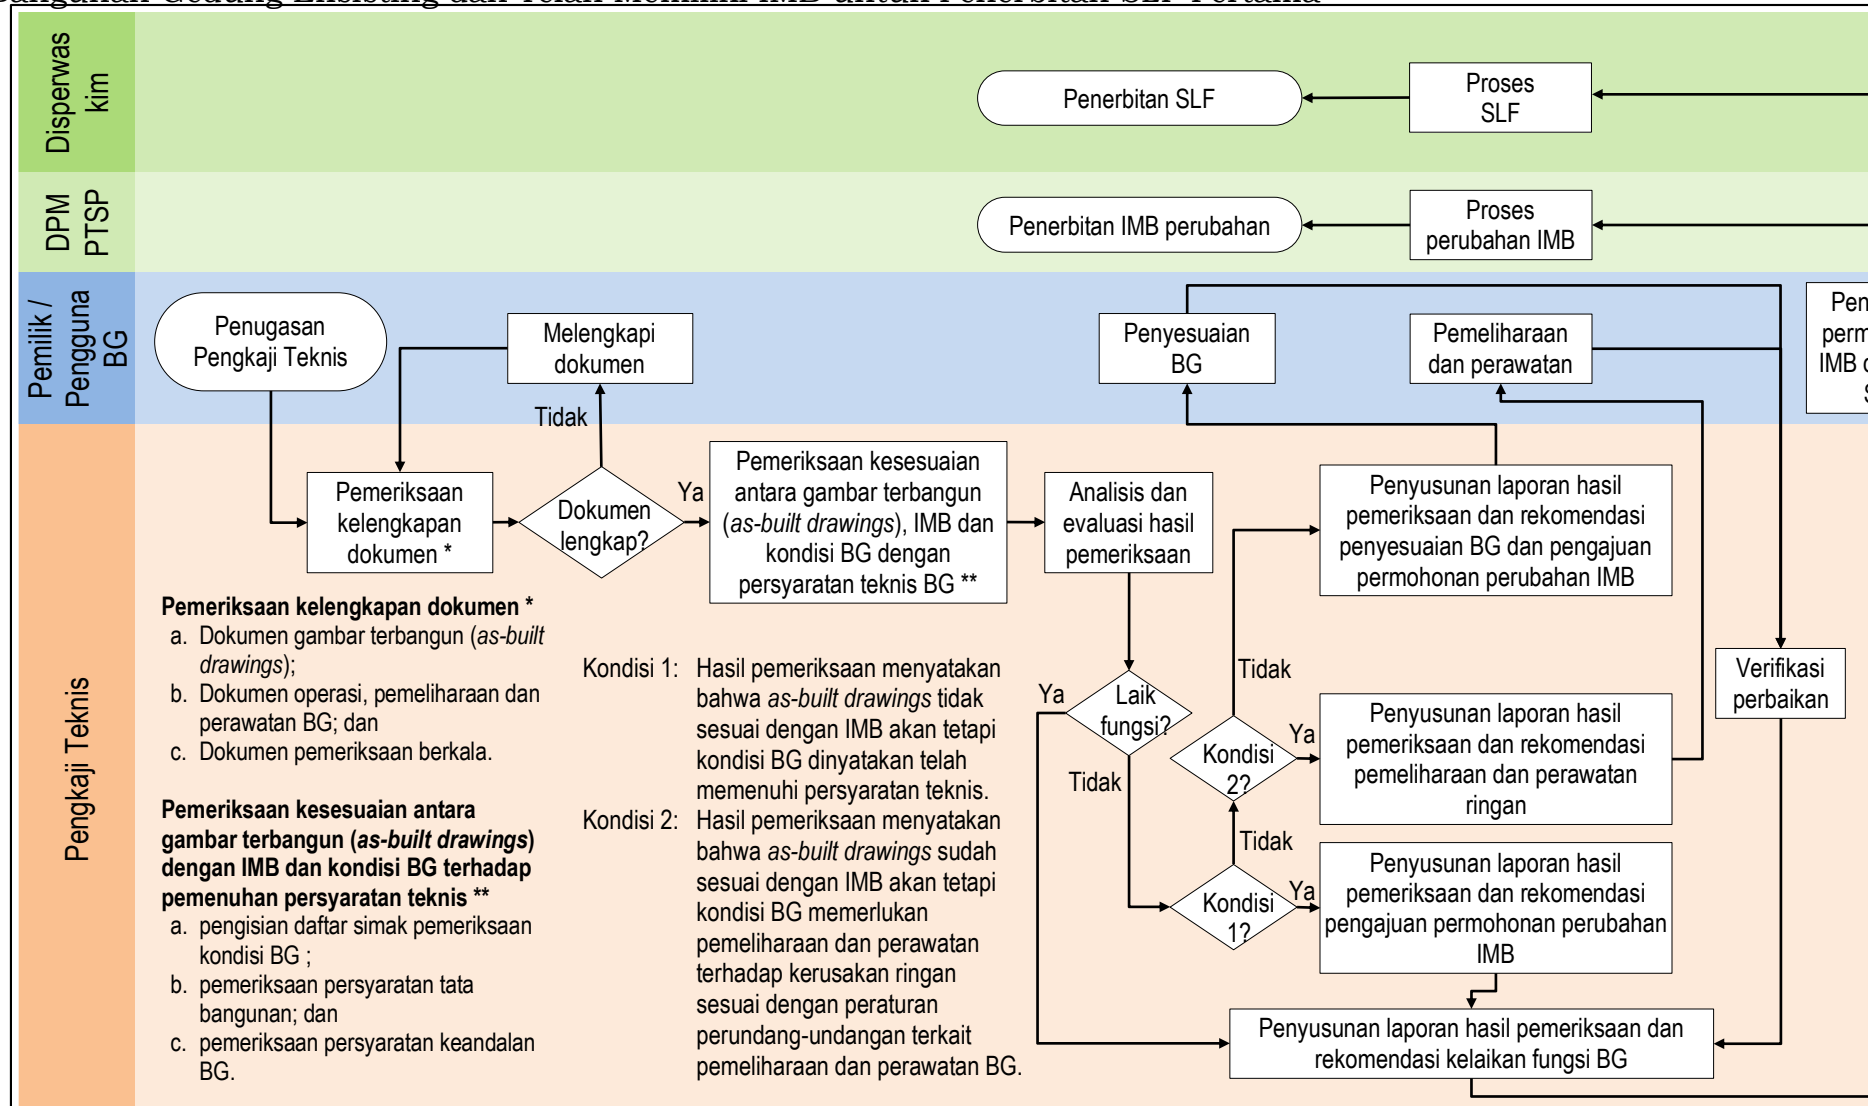 Bangunan Gedung Eksisting dan Telah Memiliki IMB untuk Penerbitan SLF Pertama
Disperwas
kim
Penerbitan SLF
Proses
SLF
DPM
PTSP
Penerbitan IMB perubahan
Proses
perubahan IMB
Pemilik /
Pengguna
BG
Penugasan
Pengkaji Teknis
Melengkapi
dokumen
Penyesuaian
BG
Pemeliharaan
dan perawatan
Tidak
Pengkaji Teknis
Pemeriksaan
kelengkapan
dokumen *
Dokumen
lengkap?
Ya
Pemeriksaan kesesuaian
antara gambar terbangun
(as-built drawings), IMB dan
kondisi BG dengan
persyaratan teknis BG **
Analisis dan
evaluasi hasil
pemeriksaan
Penyusunan laporan hasil
pemeriksaan dan rekomendasi
penyesuaian BG dan pengajuan
permohonan perubahan IMB
Pemeriksaan kelengkapan dokumen *
a. Dokumen gambar terbangun (as-built
drawings);
b. Dokumen operasi, pemeliharaan dan
perawatan BG; dan
c. Dokumen pemeriksaan berkala.
Pemeriksaan kesesuaian antara
gambar terbangun (as-built drawings)
dengan IMB dan kondisi BG terhadap
pemenuhan persyaratan teknis **
a. pengisian daftar simak pemeriksaan
kondisi BG ;
b. pemeriksaan persyaratan tata
bangunan; dan
c. pemeriksaan persyaratan keandalan
BG.
Kondisi 1: Hasil pemeriksaan menyatakan
bahwa as-built drawings tidak
sesuai dengan IMB akan tetapi
kondisi BG dinyatakan telah
memenuhi persyaratan teknis.
Kondisi 2: Hasil pemeriksaan menyatakan
bahwa as-built drawings sudah
sesuai dengan IMB akan tetapi
kondisi BG memerlukan
pemeliharaan dan perawatan
terhadap kerusakan ringan
sesuai dengan peraturan
perundang-undangan terkait
pemeliharaan dan perawatan BG.
Ya
Laik
fungsi?
Tidak
Tidak
Kondisi
2?
Ya
Penyusunan laporan hasil
pemeriksaan dan rekomendasi
pemeliharaan dan perawatan
ringan
Verifikasi
perbaikan
Tidak
Kondisi
1?
Ya
Penyusunan laporan hasil
pemeriksaan dan rekomendasi
pengajuan permohonan perubahan
IMB
Penyusunan laporan hasil pemeriksaan dan
rekomendasi kelaikan fungsi BG